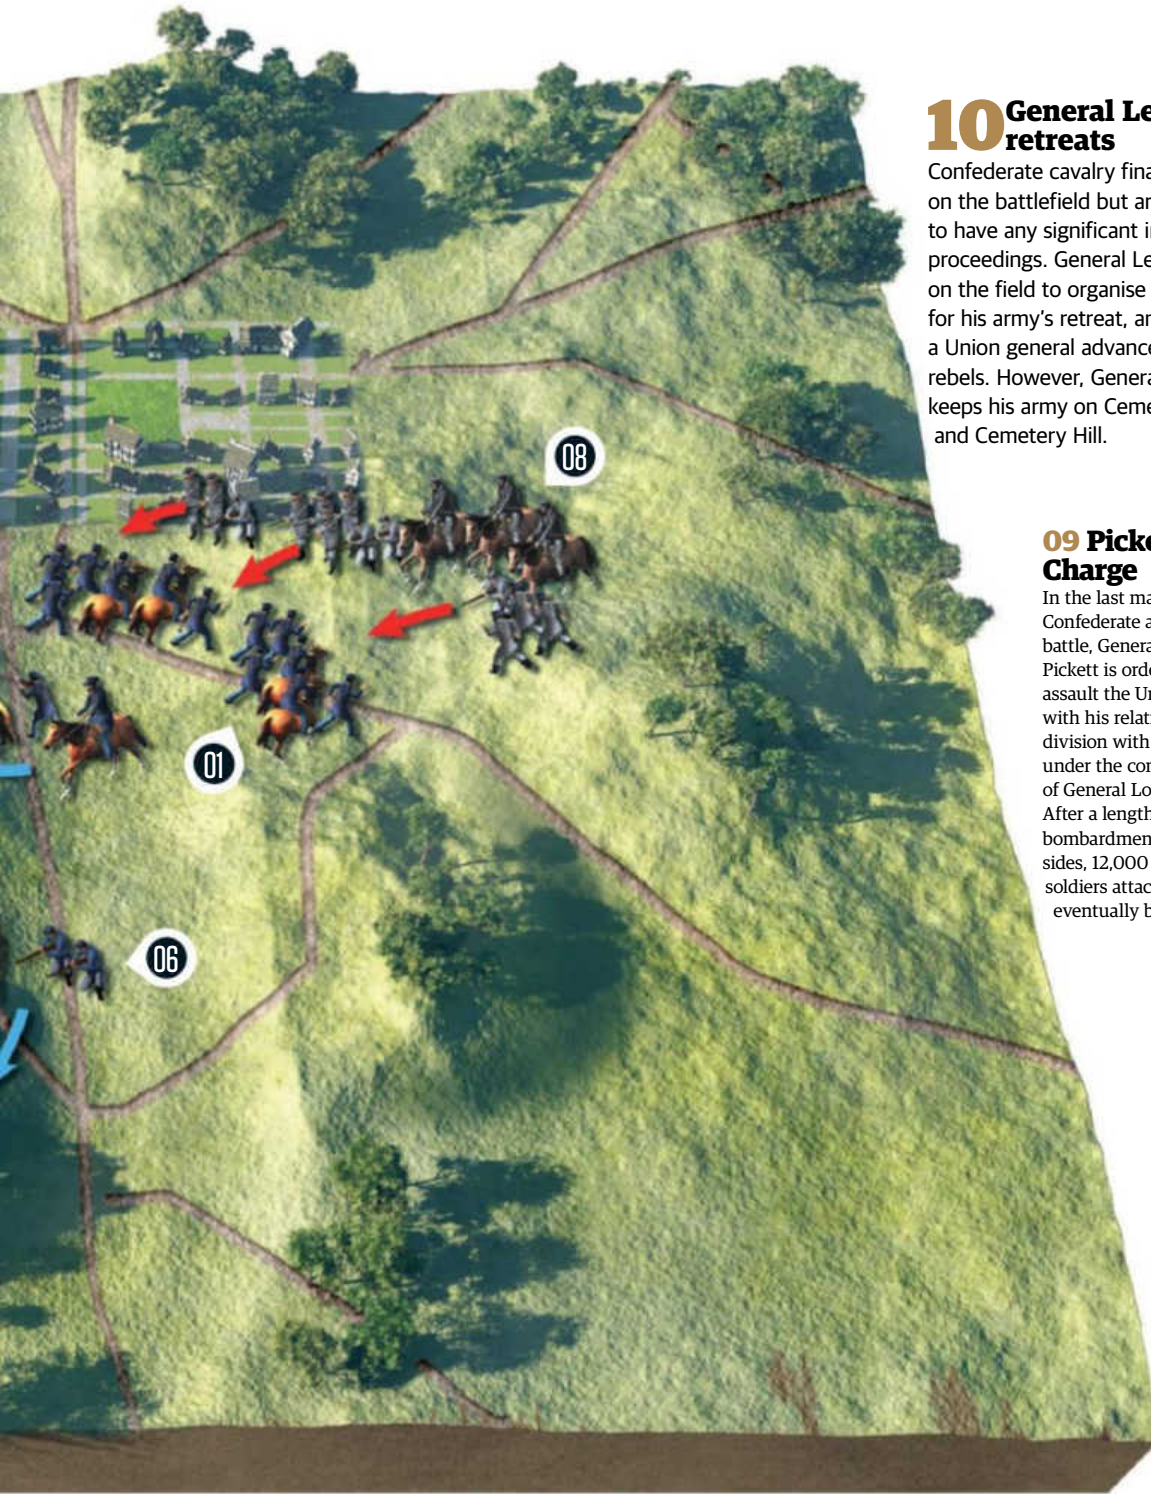 10 General Le
retreats
Confederate cavalry fina
on the battlefield but ar
to have any significant i
proceedings. General Le
on the field to organise
for his army's retreat, ar
a Union general advance
rebels. However, Genera
keeps his army on Ceme
and Cemetery Hill.
08
09 Picke
Charge
In the last ma
Confederate a
battle, Genera
Pickett is orde
assault the Un
with his relati
division with
under the con
of General Lo
After a length
bombardmen
sides, 12,000
soldiers attac
eventually b
01
06